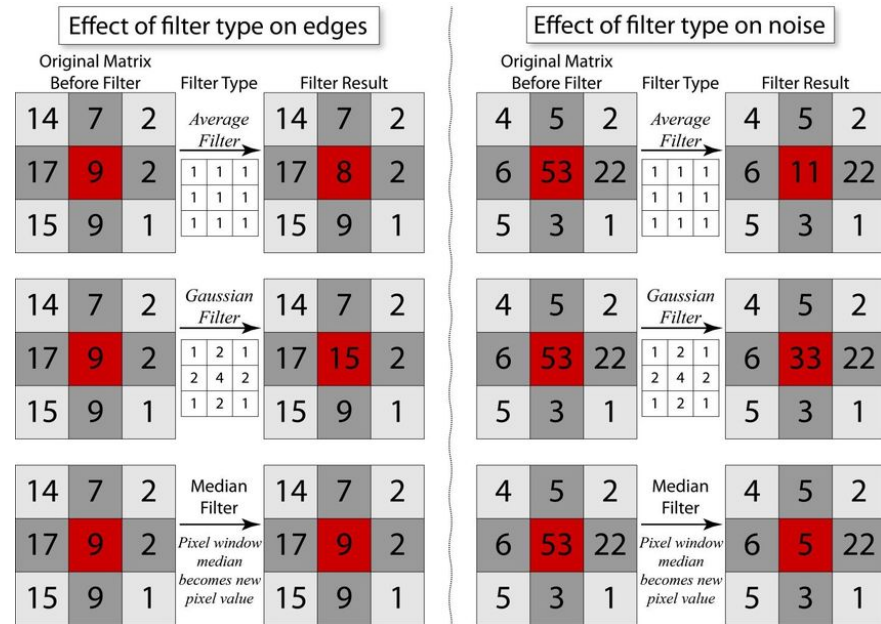 Effect of filter type on edges
Original Matrix
Before Filter Filter Type Filter Result
14 7 2 Average 14 7 2
Filter
17 9 2 1 1 1 17 8 2
1 1 1
15 9 1 1 1 1 15 9 1
14 7 2 Gaussian 14 7 2
Filter
17 9 2 1 2 1 17 15 2
2 4 2
15 9 1 1 2 1 15 9 1
14 7 2 Median 14 7 2
Filter
17 9 2 Pixel window 17 9 2
median
becomes new
15 9 1 pixel value 15 9 1
Effect of filter type on noise
Original Matrix
Before Filter Filter Type Filter Result
4 5 2 Average 4 5 2
Filter
6 53 22 1 1 1 6 11 22
1 1 1
5 3 1 1 1 1 5 3 1
4 5 2 Gaussian 4 5 2
Filter
6 53 22 1 2 1 6 33 22
2 4 2
5 3 1 1 2 1 5 3 1
4 5 2 Median 4 5 2
Filter
6 53 22 Pixel window 6 5 22
median
becomes new
5 3 1 pixel value 5 3 1